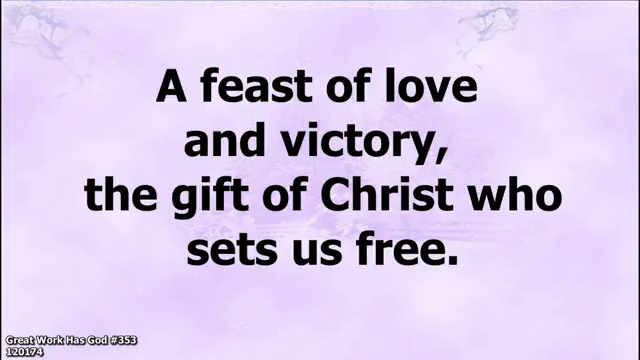 A feast of love
and victory,
the gift of Christ who
sets us free.
Great Work Has God #353
120174